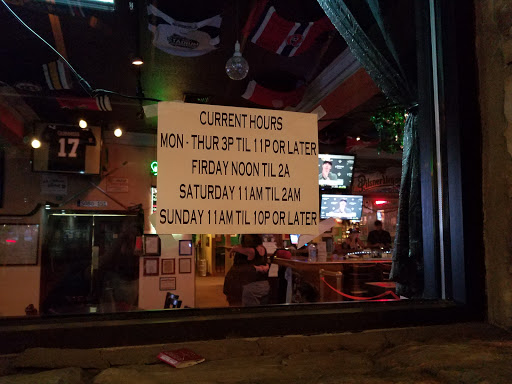 CURRENT HOURS
MON - THUR 3P TIL 11P OR LATER
FIRDAY NOON TIL 2A
SATURDAY 11AM TIL 2AM
SUNDAY 11AM TIL 10P OR LATER
17